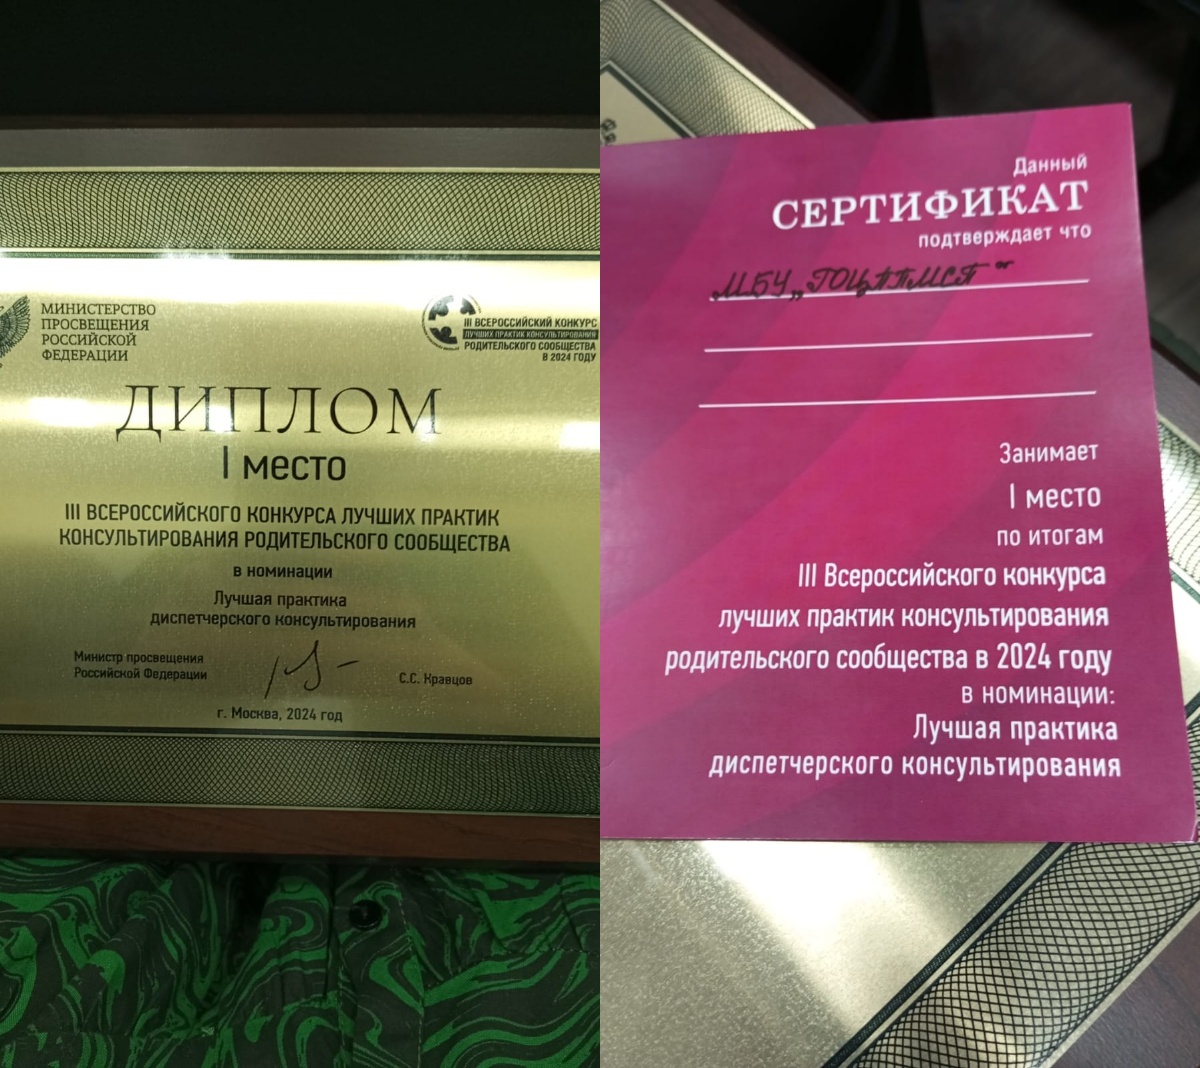 МИНИСТЕРСТВО
ПРОСВЕЩЕНИЯ
РОССИЙСКОЙ
ФЕДЕРАЦИИ
III ВСЕРОССИЙСКИЙ КОНКУРС
ЛУЧШИХ ПРАКТИК КОНСУЛЬТИРОВАНИЯ
РОДИТЕЛЬСКОГО СООБЩЕСТВА
В 2024 ГОДУ
ДИПЛОМ
I место
III ВСЕРОССИЙСКОГО КОНКУРСА ЛУЧШИХ ПРАКТИК
КОНСУЛЬТИРОВАНИЯ РОДИТЕЛЬСКОГО СООБЩЕСТВА
в номинации
Лучшая практика
диспетчерского консультирования
Министр просвещения
Российской Федерации
С.С. Кравцов
г. Москва, 2024 год
Данный
СЕРТИФИКАТ
подтверждает что
МБУ „ГОЦППМСП“
Занимает
I место
по итогам
III Всероссийского конкурса
лучших практик консультирования
родительского сообщества в 2024 году
в номинации:
Лучшая практика
диспетчерского консультирования